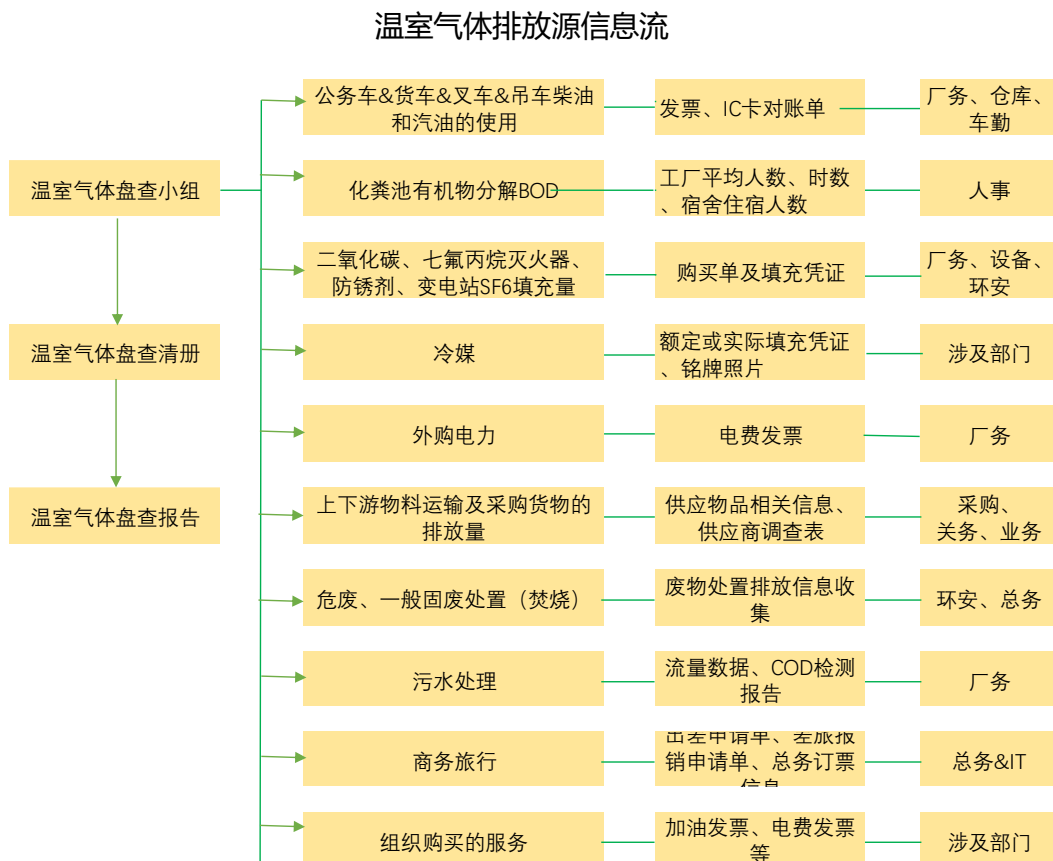 温室气体排放源信息流
公务车&货车&叉车&吊车柴油
和汽油的使用
发票、IC卡对账单
厂务、仓库、
车勤
温室气体盘查小组
化粪池有机物分解BOD
工厂平均人数、时数
、宿舍住宿人数
人事
二氧化碳、七氟丙烷灭火器、
防锈剂、变电站SF6填充量
购买单及填充凭证
厂务、设备、
环安
温室气体盘查清册
冷媒
额定或实际填充凭证
、铭牌照片
涉及部门
外购电力
电费发票
厂务
温室气体盘查报告
上下游物料运输及采购货物的
排放量
供应物品相关信息、
供应商调查表
采购、
关务、业务
危废、一般固废处置（焚烧）
废物处置排放信息收
集
环安、总务
污水处理
流量数据、COD检测
报告
厂务
商务旅行
出差申请单、差旅报
销申请单、总务订票
信息
总务&IT
组织购买的服务
加油发票、电费发票
等
涉及部门